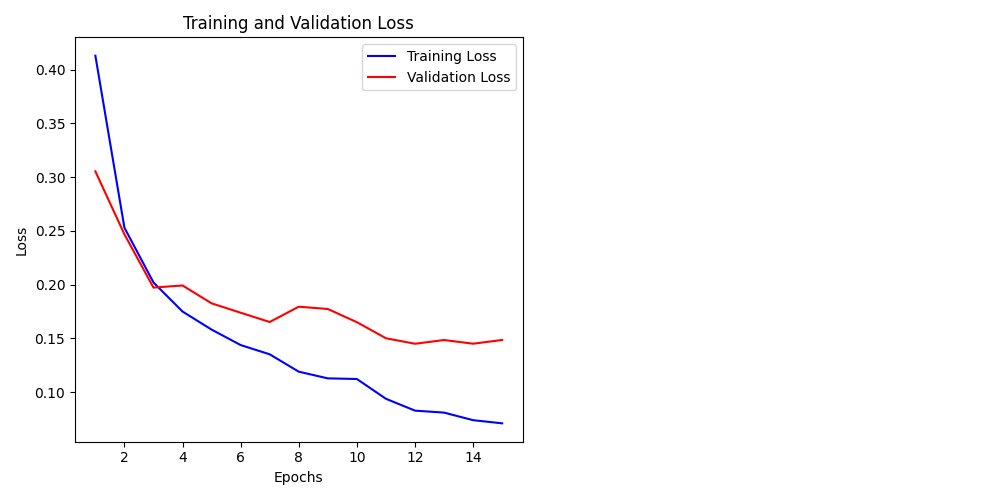 Training and Validation Loss
Training Loss
Validation Loss
0.40
0.35
0.30
0.25
0.20
0.15
0.10
Loss
2 4 6 8 10 12 14
Epochs